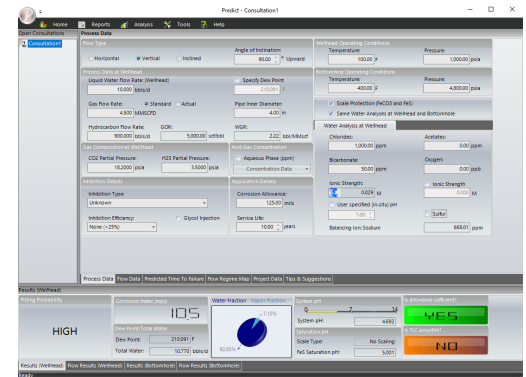 Predict - Consultation1
Home Reports Analysis Tools Help
Open Consultations
Process Data
Consultation1
Flow Type
Horizontal Vertical Inclined
Angle of Inclination:
90.00 ° Upward
Wellhead Operating Conditions
Temperature: Pressure:
100.00 F 1,000.00 psia
Process Data at Wellhead
Liquid Water Flow Rate: (Wellhead) Specify Dew Point
10.000 bbls/d 210.091 F
Gas Flow Rate: Standard Actual Pipe Inner Diameter:
4.500 MMSCFD 4.00 in
Hydrocarbon Flow Rate: GOR: WGR:
900.00 bbls/d 5,000.00 scf/bbl 2.22 bbl/MMscf
Bottomhole Operating Conditions
Temperature: Pressure:
400.00 F 4,800.00 psia
Scale Protection (FeCO3 and FeS)
Same Water Analyses at Wellhead and Bottomhole
Water Analysis at Wellhead
Chlorides: Acetates:
1,000.00 ppm 0.00 ppm
Bicarbonate: Oxygen:
50.00 ppm 0.00 ppb
Ionic Strength: Ionic Strength
0.029 M 0.000 M
User specified (in-situ) pH
7.00 Sulfur
Balancing Ion: Sodium 668.01 ppm
Gas Composition at Wellhead
CO2 Partial Pressure: H2S Partial Pressure:
18.2000 psia 3.5000 psia
Acid Gas Concentration
Aqueous Phase (ppm)
Concentration Data
Inhibition Details
Inhibition Type:
Unknown
Inhibition Efficiency: Glycol Injection
None (<25%)
Application Details
Corrosion Allowance:
125.00 mils
Service Life:
10.00 years
Process Data Flow Data Predicted Time To Failure Flow Regime Map Project Data Tips & Suggestions
Results (Wellhead)
Pitting Probability
HIGH
Corrosion Index (mpy)
10.5
Dew Point/Total Water
Dew Point: 210.091 F
Total Water: 10.770 bbls/d
Water Fraction Vapor Fraction
7.15%
92.85%
System pH
0 7 14
System pH: 4.692
Saturation pH
Scale Type: No Scaling
FeS Saturation pH: 5.001
Is allowance sufficient?
YES
Is TLC possible?
NO
Results (Wellhead) Flow Results (Wellhead) Results (Bottomhole) Flow Results (Bottomhole)
Ready